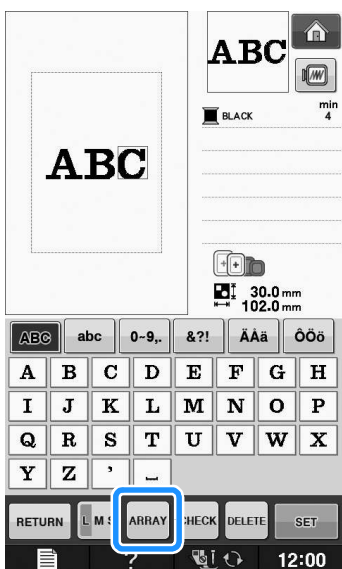 ABC
ABC
BLACK
min
4
30.0 mm
102.0 mm
ABC abc 0~9,. &?! ÄÅä ÔÖö
A B C D E F G H
I J K L M N O P
Q R S T U V W X
Y Z ' _
RETURN L M S ARRAY CHECK DELETE SET
? 12:00